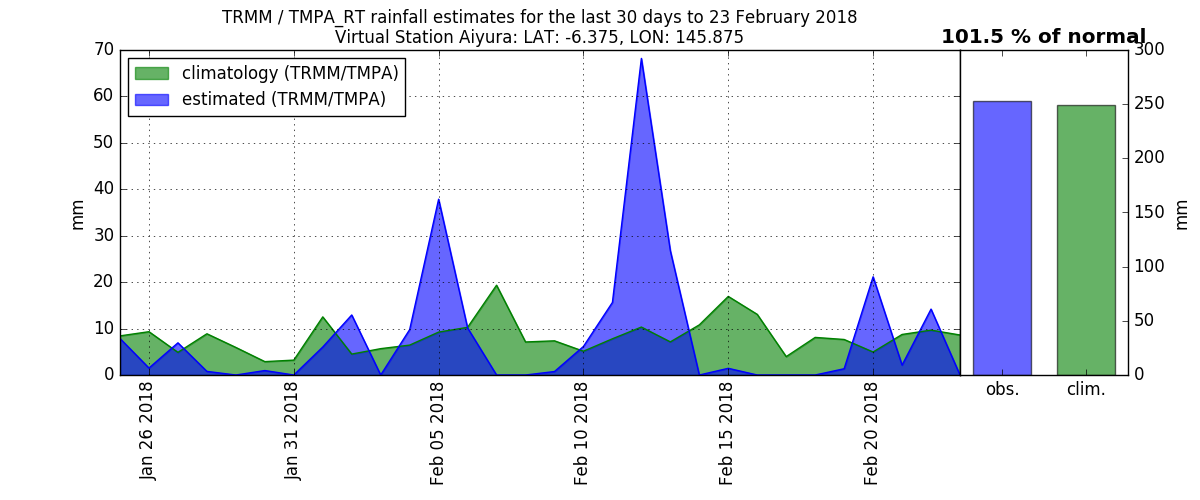 TRMM / TMPA_RT rainfall estimates for the last 30 days to 23 February 2018
Virtual Station Aiyura: LAT: -6.375, LON: 145.875
101.5 % of normal
climatology (TRMM/TMPA)
estimated (TRMM/TMPA)
70
60
50
40
30
20
10
0
mm
Jan 26 2018
Jan 31 2018
Feb 05 2018
Feb 10 2018
Feb 15 2018
Feb 20 2018
300
250
200
150
100
50
0
mm
obs.
clim.